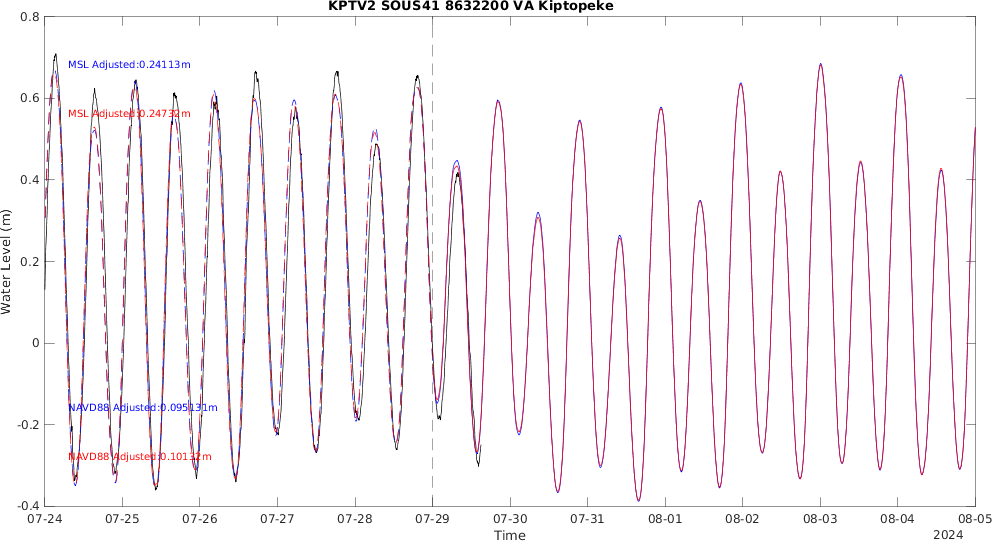 KPTV2 SOUS41 8632200 VA Kiptopeke
0.8
0.6
0.4
0.2
0
-0.2
-0.4
Water Level (m)
MSL Adjusted:0.24113m
MSL Adjusted:0.24732m
NAVD88 Adjusted:0.095131m
NAVD88 Adjusted:0.10132m
07-24 07-25 07-26 07-27 07-28 07-29 07-30 07-31 08-01 08-02 08-03 08-04 08-05
Time
2024